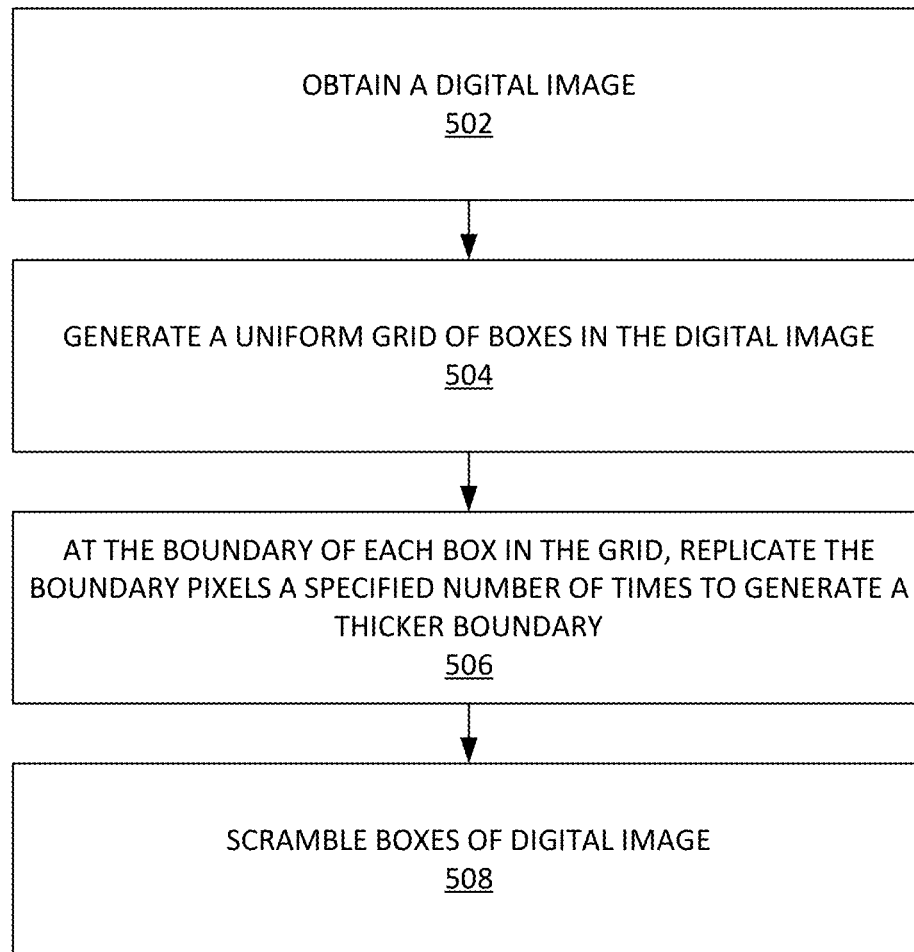 OBTAIN A DIGITAL IMAGE
502
GENERATE A UNIFORM GRID OF BOXES IN THE DIGITAL IMAGE
504
AT THE BOUNDARY OF EACH BOX IN THE GRID, REPLICATE THE
BOUNDARY PIXELS A SPECIFIED NUMBER OF TIMES TO GENERATE A
THICKER BOUNDARY
506
SCRAMBLE BOXES OF DIGITAL IMAGE
508